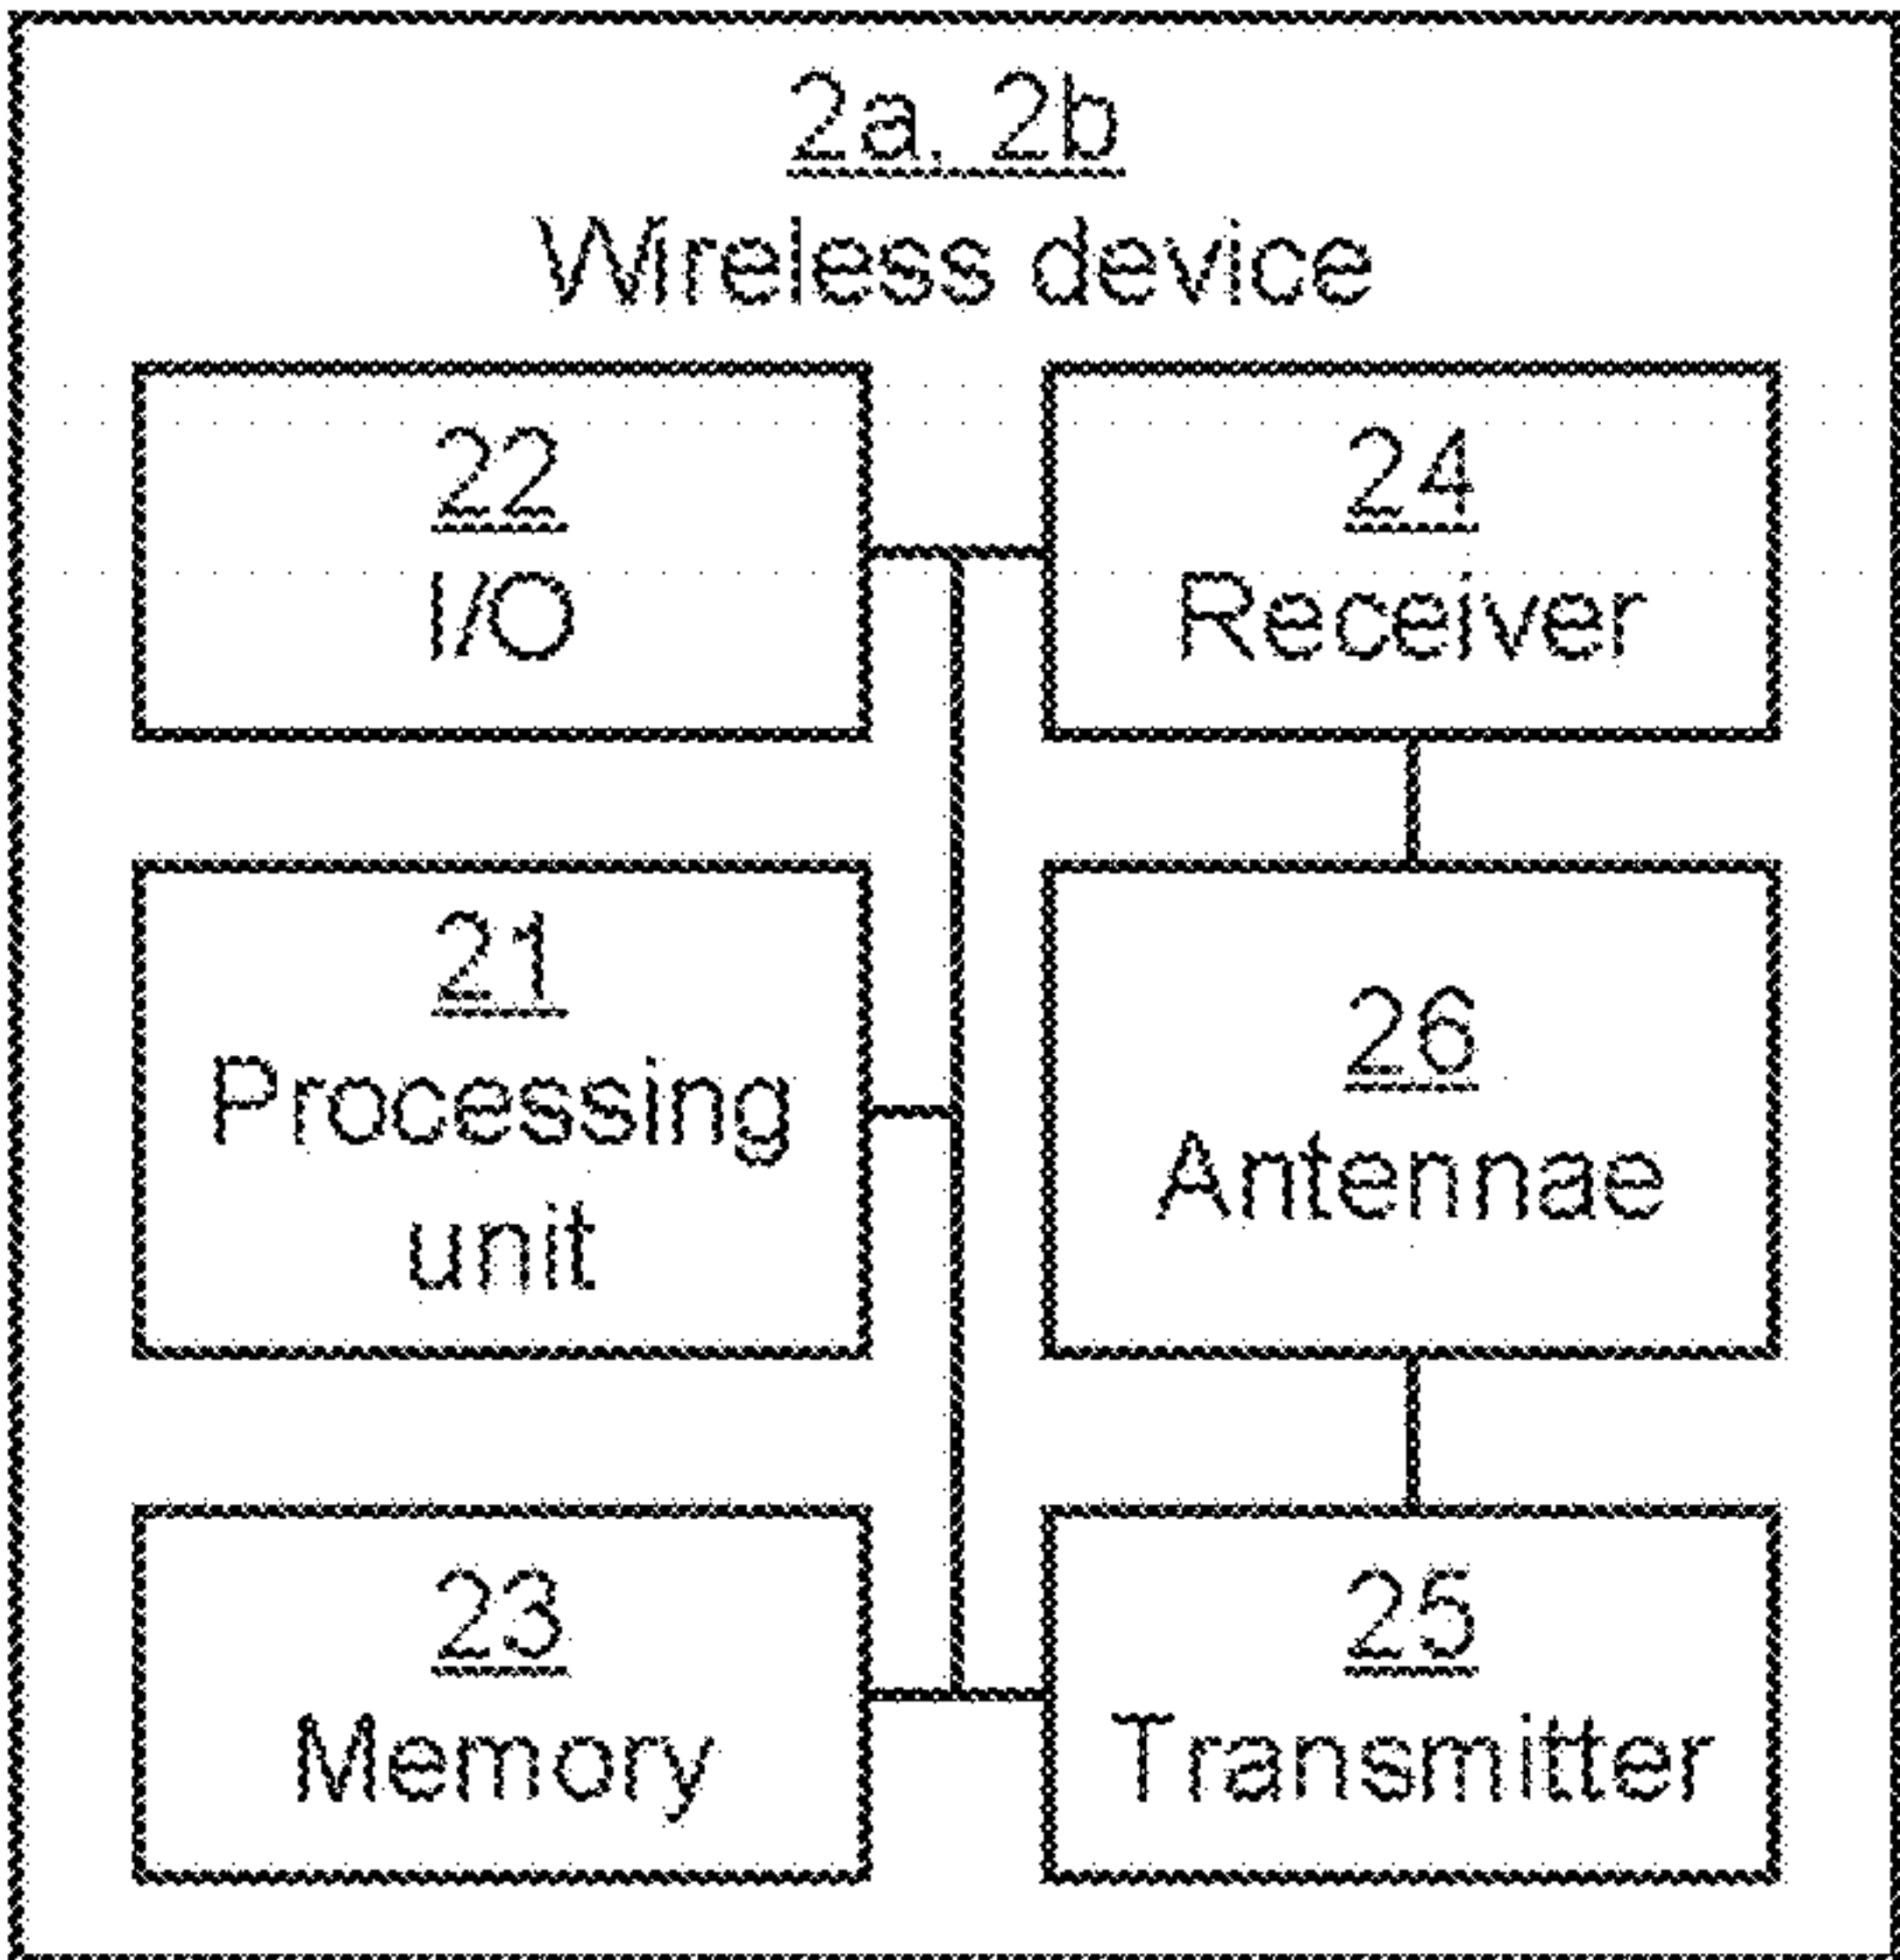 2a, 2b
Wireless device
22
I/O
24
Receiver
21
Processing
unit
26
Antennae
23
Memory
25
Transmitter